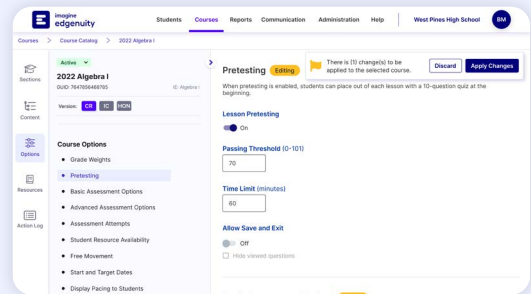 imagine
edgenuity
Students Courses Reports Communication Administration Help West Pines High School BM
Courses > Course Catalog > 2022 Algebra I
Active
2022 Algebra I
GUID: 7647656468795 IE: Algebra I
Version: CR IC HON
Sections
Content
Options
Resources
Action Log
Course Options
Grade Weights
Pretesting
Basic Assessment Options
Advanced Assessment Options
Assessment Attempts
Student Resource Availability
Free Movement
Start and Target Dates
Display Pacing to Students
Pretesting Editing
There is (1) change(s) to be
applied to the selected course.
Discard Apply Changes
When pretesting is enabled, students can place out of each lesson with a 10-question quiz at the
beginning.
Lesson Pretesting
On
Passing Threshold (0-101)
70
Time Limit (minutes)
60
Allow Save and Exit
Off
Hide viewed questions